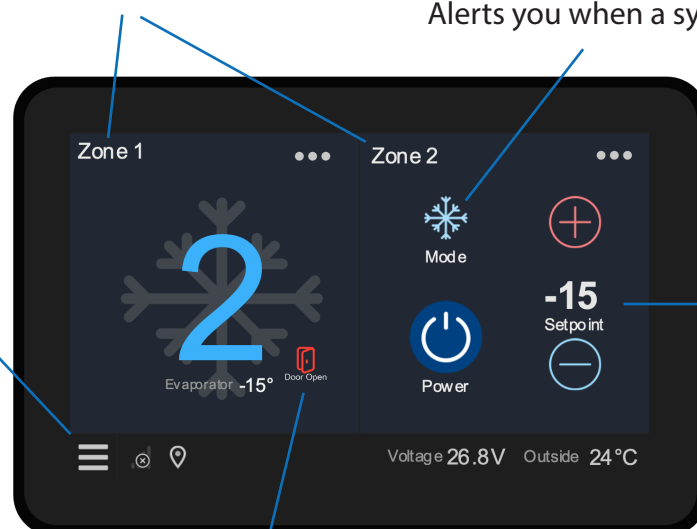 Alerts you when a sy
Zone 1
Zone 2
Mode
2
-15
Setpoint
Evaporator -15°
Door Open
Power
Voltage 26.8V Outside 24°C